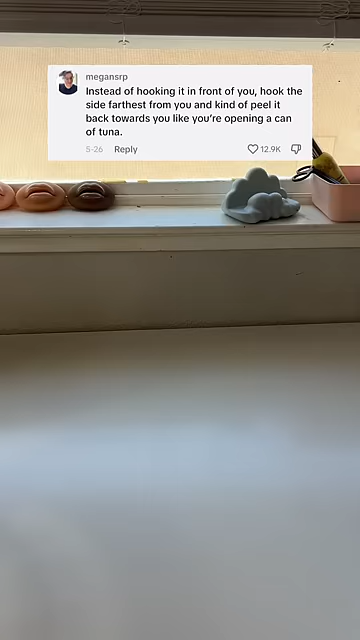 megansrp
Instead of hooking it in front of you, hook the
side farthest from you and kind of peel it
back towards you like you're opening a can
of tuna.
5-26 Reply 12.9K